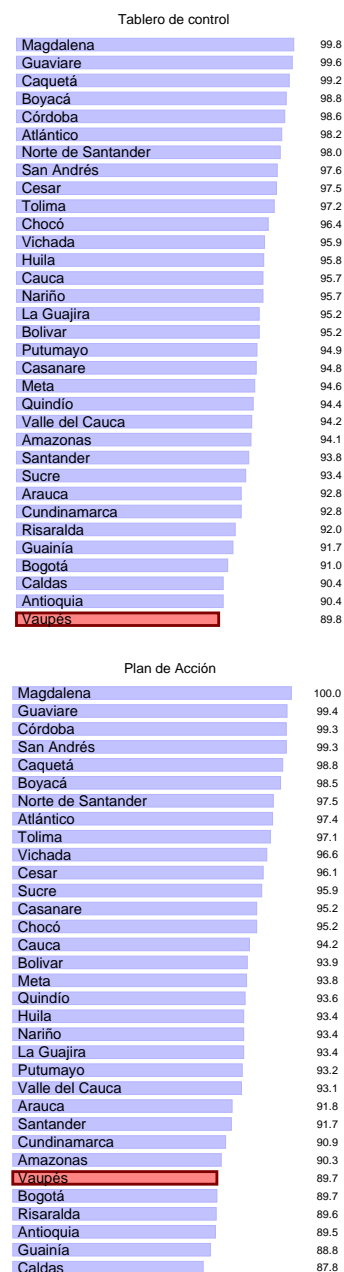 Tablero de control
Magdalena 99.8
Guaviare 99.6
Caquetá 99.2
Boyacá 98.8
Córdoba 98.6
Atlántico 98.2
Norte de Santander 98.0
San Andrés 97.6
Cesar 97.5
Tolima 97.2
Chocó 96.4
Vichada 95.9
Huila 95.8
Cauca 95.7
Nariño 95.7
La Guajira 95.2
Bolivar 95.2
Putumayo 94.9
Casanare 94.8
Meta 94.6
Quindío 94.4
Valle del Cauca 94.2
Amazonas 94.1
Santander 93.8
Sucre 93.4
Arauca 92.8
Cundinamarca 92.8
Risaralda 92.0
Guainía 91.7
Bogotá 91.0
Caldas 90.4
Antioquia 90.4
Vaupés 89.8
Plan de Acción
Magdalena 100.0
Guaviare 99.4
Córdoba 99.3
San Andrés 99.3
Caquetá 98.8
Boyacá 98.5
Norte de Santander 97.5
Atlántico 97.4
Tolima 97.1
Vichada 96.6
Cesar 96.1
Sucre 95.9
Casanare 95.2
Chocó 95.2
Cauca 94.2
Bolivar 93.9
Meta 93.8
Quindío 93.6
Huila 93.4
Nariño 93.4
La Guajira 93.4
Putumayo 93.2
Valle del Cauca 93.1
Arauca 91.8
Santander 91.7
Cundinamarca 90.9
Amazonas 90.3
Vaupés 89.7
Bogotá 89.7
Risaralda 89.6
Antioquia 89.5
Guainía 88.8
Caldas 87.8